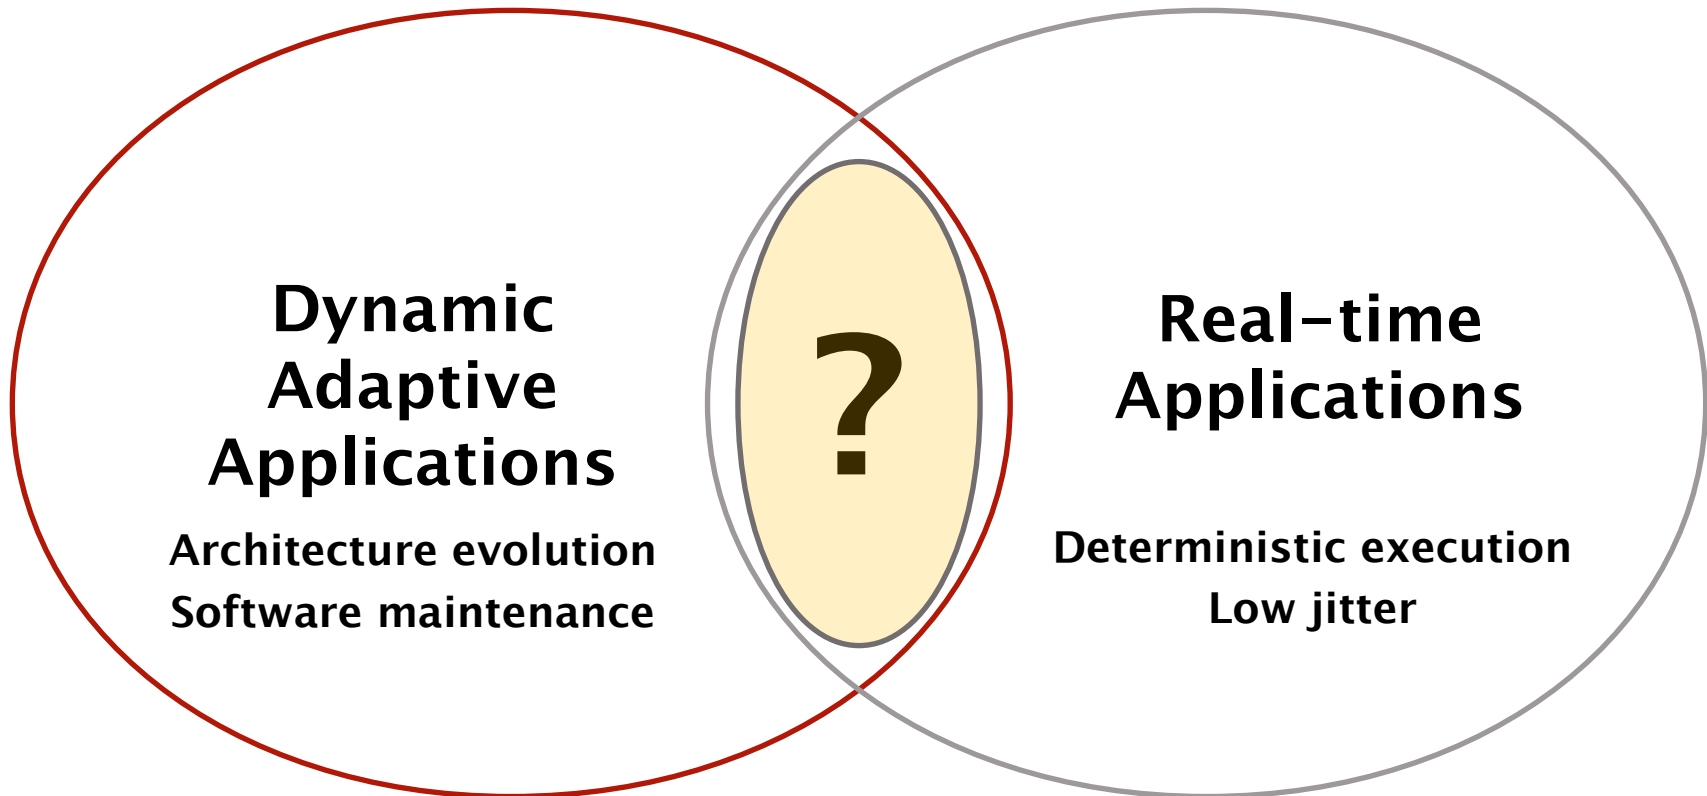 Dynamic
Adaptive
Applications
Architecture evolution
Software maintenance
?
Real-time
Applications
Deterministic execution
Low jitter